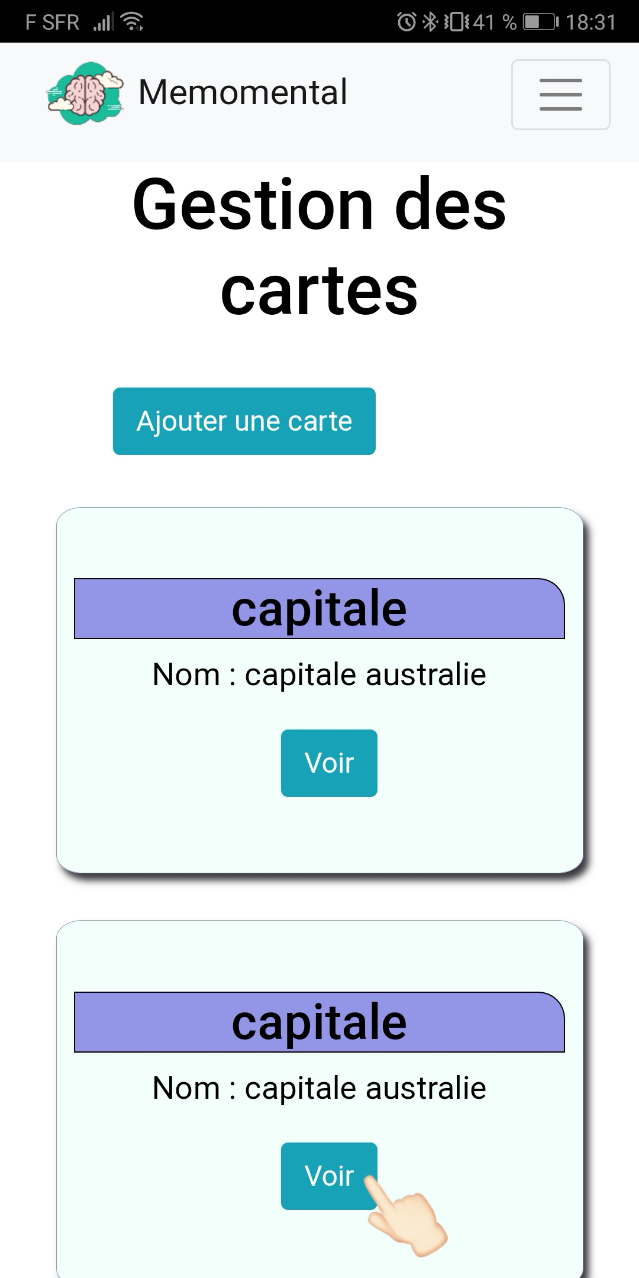 F SFR 41 % 18:31
Memomental
Gestion des
cartes
Ajouter une carte
capitale
Nom : capitale australie
Voir
capitale
Nom : capitale australie
Voir